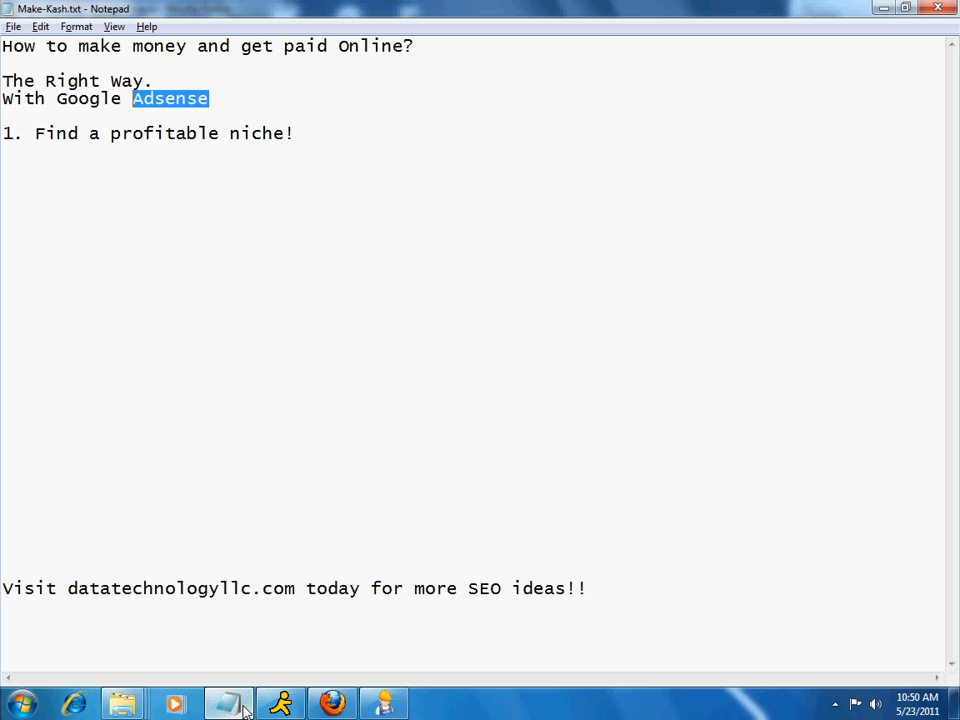 Make-Kash.txt - Notepad
File Edit Format View Help
How to make money and get paid Online?
The Right Way.
With Google Adsense
1. Find a profitable niche!
Visit datatechnologyllc.com today for more SEO ideas!!
10:50 AM
5/23/2011